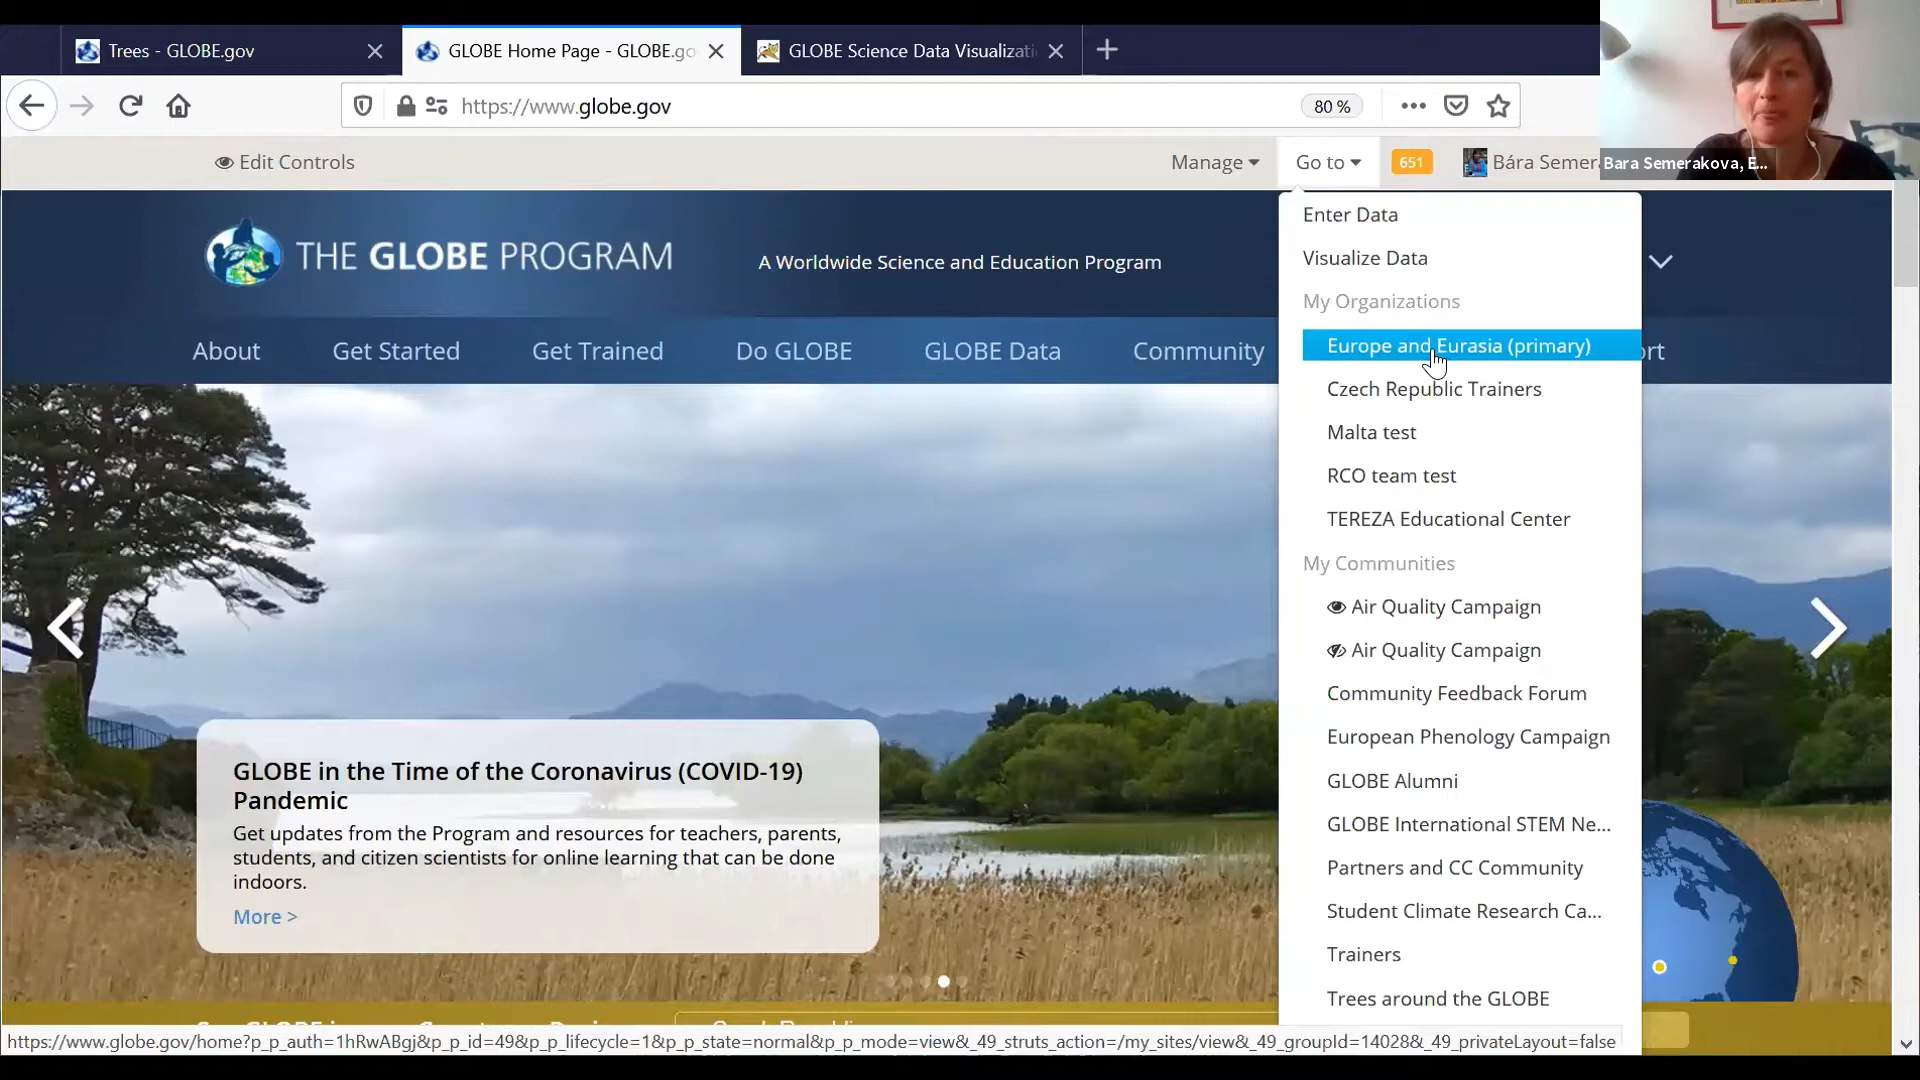 Trees - GLOBE.gov
GLOBE Home Page - GLOBE.go
GLOBE Science Data Visualizati
https://www.globe.gov
80 %
Edit Controls
Manage
Go to
651
Bára Semera
Bara Semerakova, E...
THE GLOBE PROGRAM
A Worldwide Science and Education Program
About
Get Started
Get Trained
Do GLOBE
GLOBE Data
Community
ort
Enter Data
Visualize Data
My Organizations
Europe and Eurasia (primary)
Czech Republic Trainers
Malta test
RCO team test
TEREZA Educational Center
My Communities
Air Quality Campaign
Air Quality Campaign
Community Feedback Forum
European Phenology Campaign
GLOBE Alumni
GLOBE International STEM Ne...
Partners and CC Community
Student Climate Research Ca...
Trainers
Trees around the GLOBE
GLOBE in the Time of the Coronavirus (COVID-19)
Pandemic
Get updates from the Program and resources for teachers, parents,
students, and citizen scientists for online learning that can be done
indoors.
More >
https://www.globe.gov/home?p_p_auth=1hRwABgj&p_p_id=49&p_p_lifecycle=1&p_p_state=normal&p_p_mode=view&_49_struts_action=/my_sites/view&_49_groupId=14028&_49_privateLayout=false